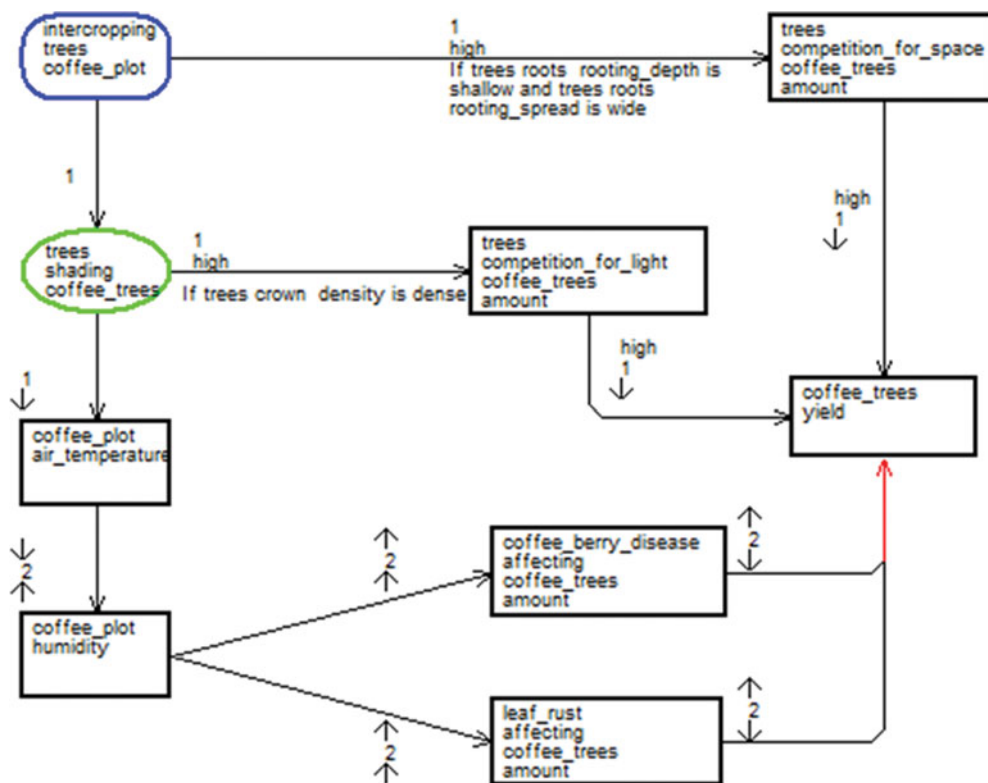 intercropping
trees
coffee_plot
1
high
If trees roots  rooting_depth is
shallow and trees roots
rooting_spread is wide
trees
competition_for_space
coffee_trees
amount
1
high
1
trees
shading
coffee_trees
1
high
If trees crown  density is dense
trees
competition_for_light
coffee_trees
amount
high
1
coffee_trees
yield
1
coffee_plot
air_temperature
2
coffee_plot
humidity
2
coffee_berry_disease
affecting
coffee_trees
amount
2
2
leaf_rust
affecting
coffee_trees
amount
2